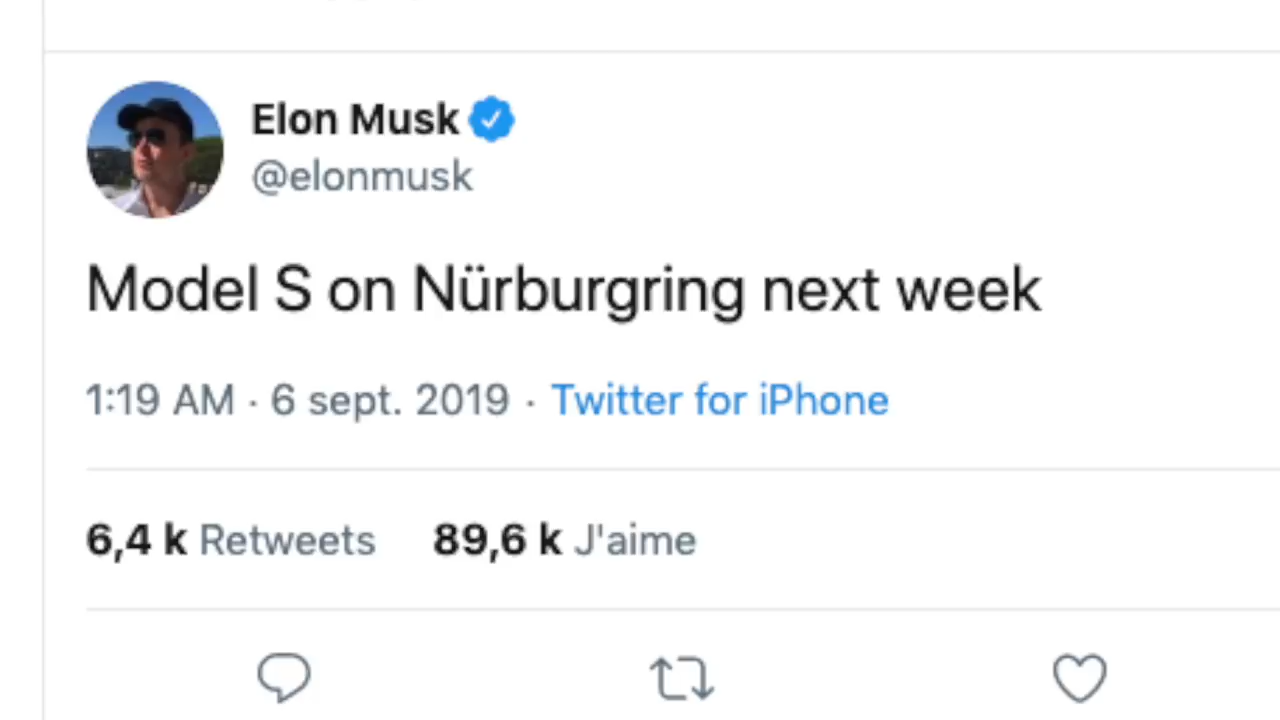 Elon Musk
@elonmusk
Model S on Nürburgring next week
1:19 AM · 6 sept. 2019 · Twitter for iPhone
6,4 k Retweets 89,6 k J'aime